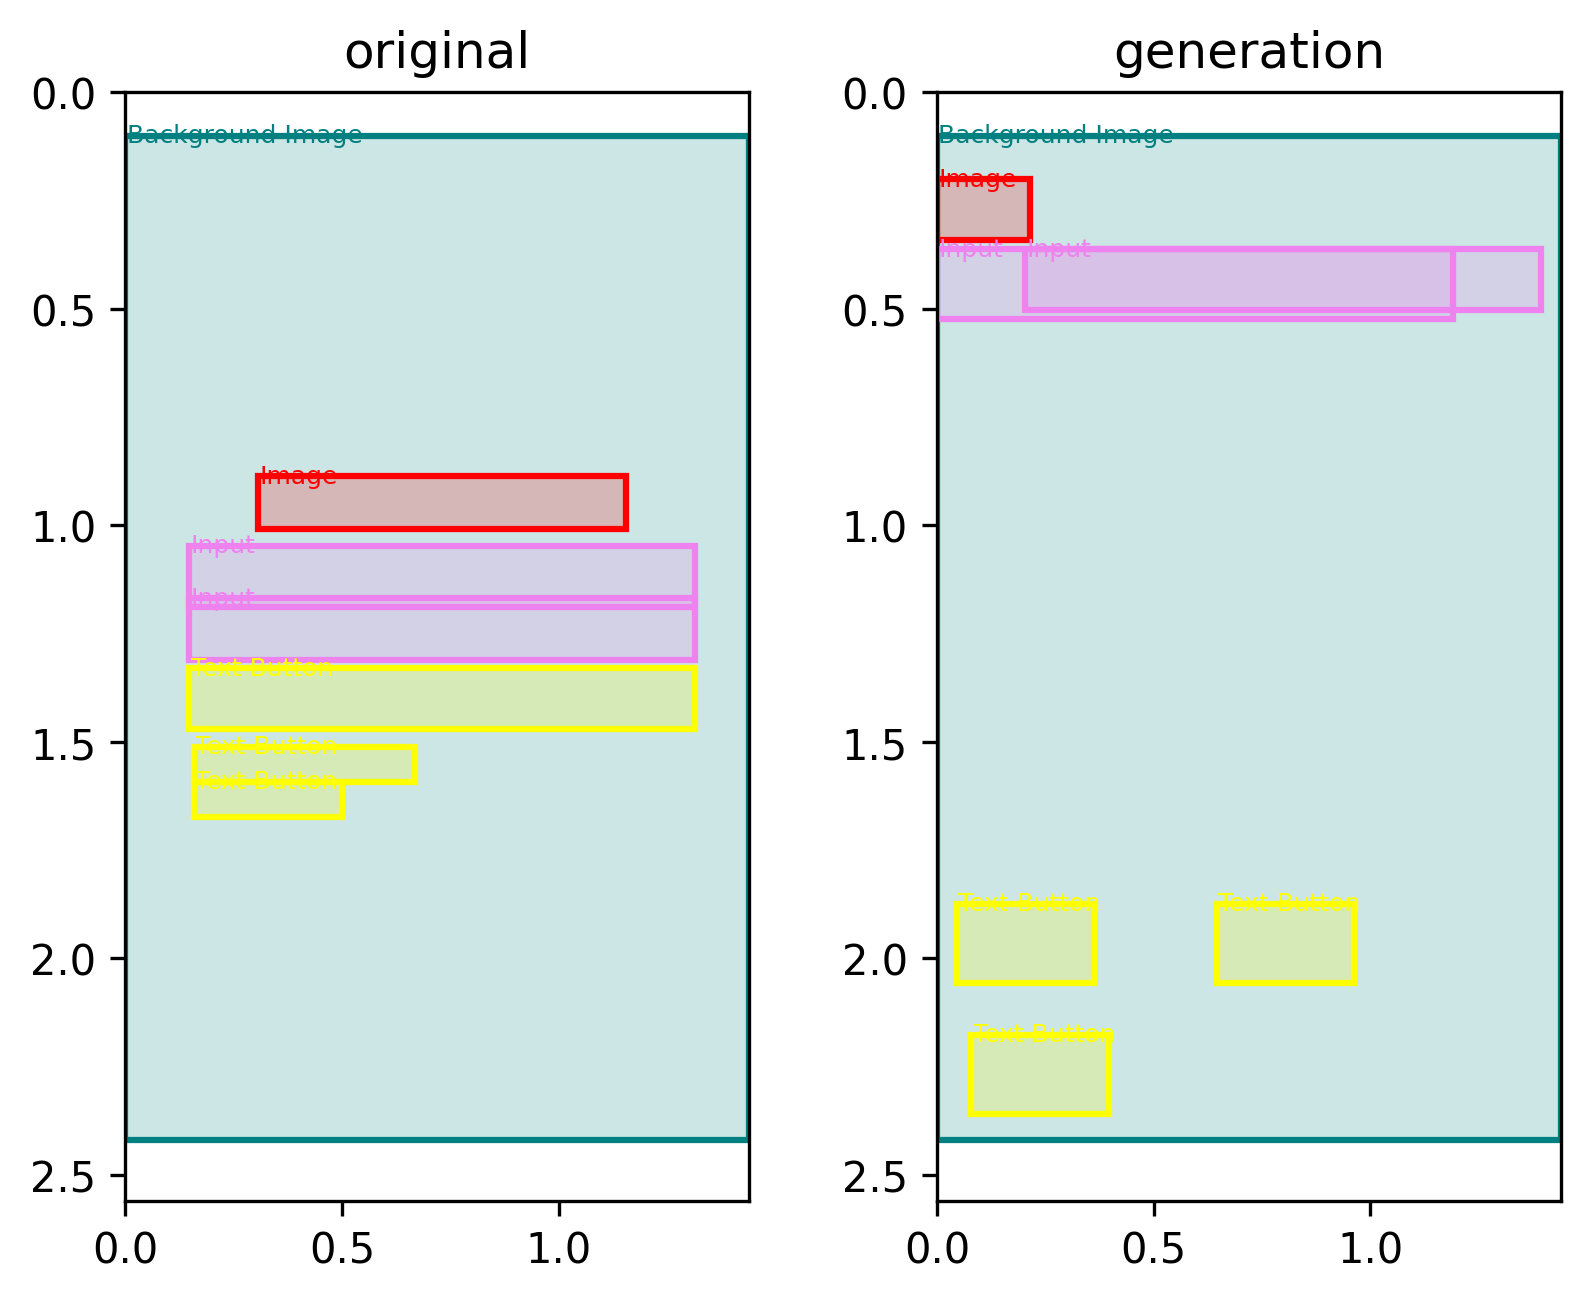 original
0.0
Background Image
0.5
Image
1.0
Input
Input
Text Button
1.5
Text Button
Text Button
2.0
2.5
0.0 0.5 1.0
generation
0.0
Background Image
Image
Input Input
0.5
1.0
1.5
Text Button Text Button
2.0
Text Button
2.5
0.0 0.5 1.0